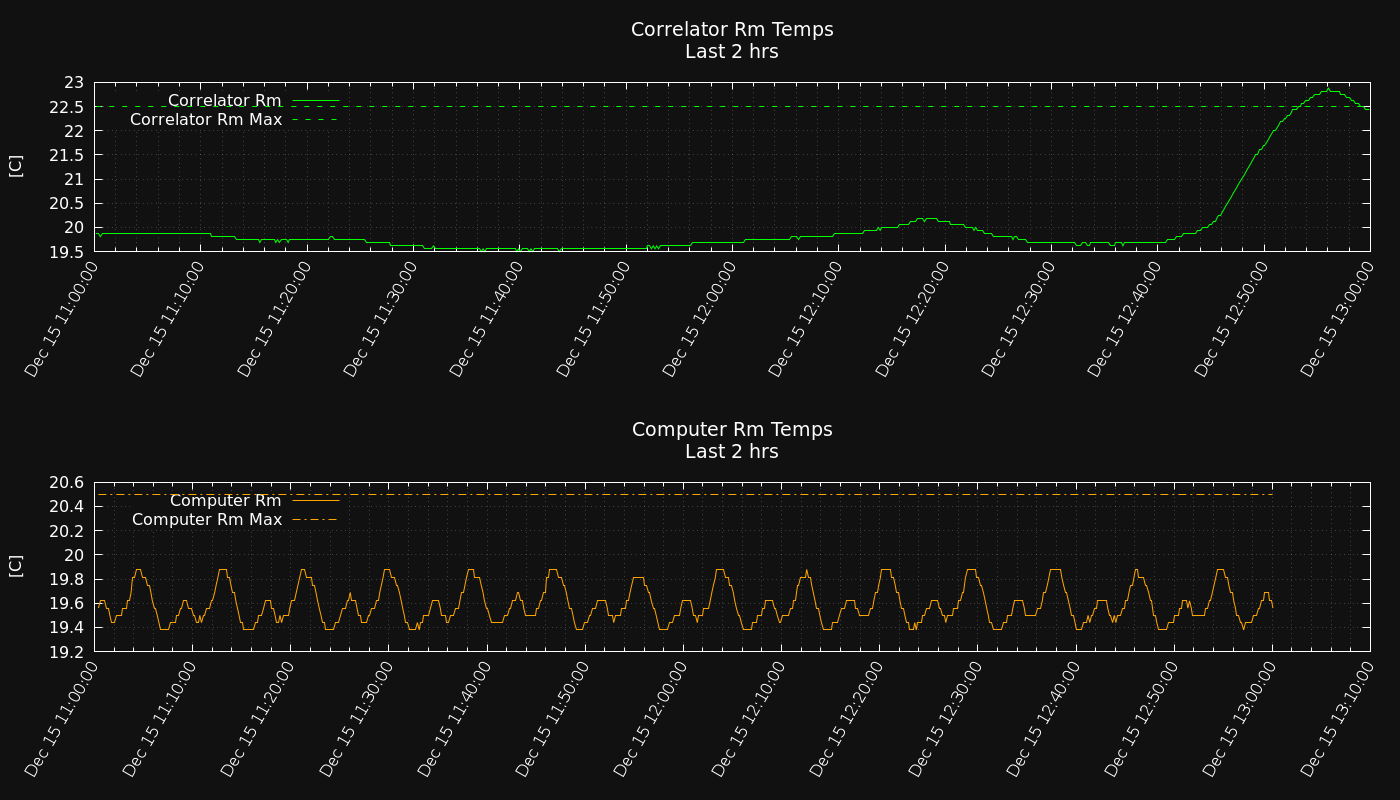 Correlator Rm Temps
Last 2 hrs
23
22.5
22
21.5
21
20.5
20
19.5
[C]
Correlator Rm
Correlator Rm Max
Dec 15 11:00:00
Dec 15 11:10:00
Dec 15 11:20:00
Dec 15 11:30:00
Dec 15 11:40:00
Dec 15 11:50:00
Dec 15 12:00:00
Dec 15 12:10:00
Dec 15 12:20:00
Dec 15 12:30:00
Dec 15 12:40:00
Dec 15 12:50:00
Dec 15 13:00:00
Computer Rm Temps
Last 2 hrs
20.6
20.4
20.2
20
19.8
19.6
19.4
19.2
[C]
Computer Rm
Computer Rm Max
Dec 15 11:00:00
Dec 15 11:10:00
Dec 15 11:20:00
Dec 15 11:30:00
Dec 15 11:40:00
Dec 15 11:50:00
Dec 15 12:00:00
Dec 15 12:10:00
Dec 15 12:20:00
Dec 15 12:30:00
Dec 15 12:40:00
Dec 15 12:50:00
Dec 15 13:00:00
Dec 15 13:10:00